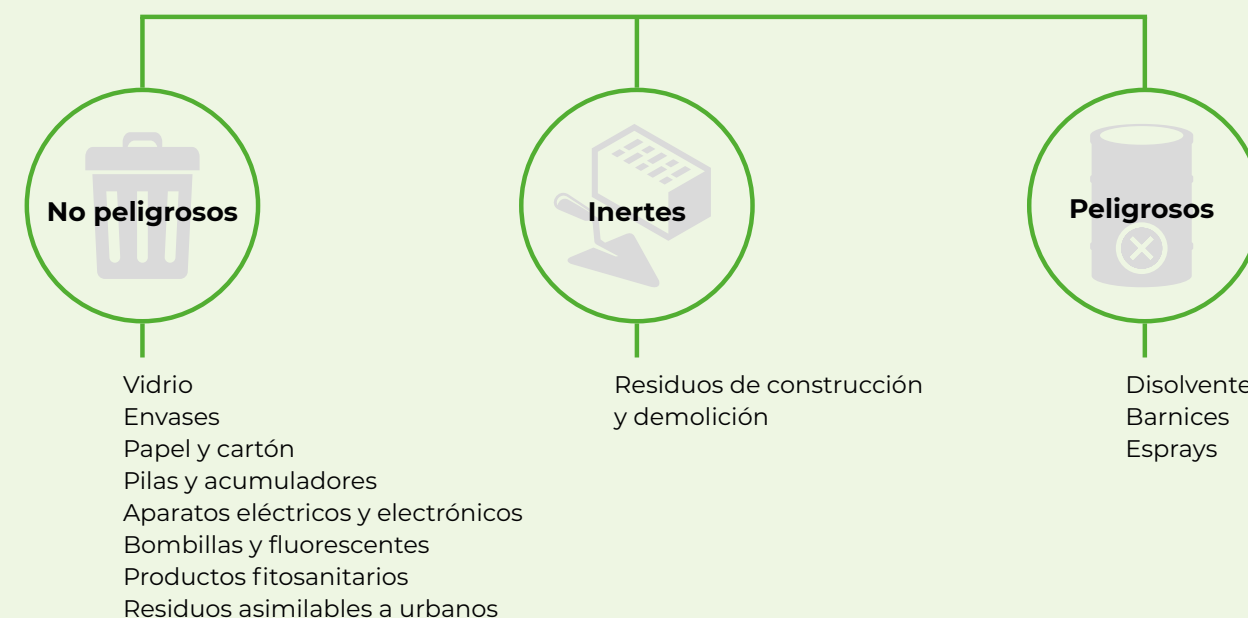 No peligrosos
Vidrio
Envases
Papel y cartón
Pilas y acumuladores
Aparatos eléctricos y electrónicos
Bombillas y fluorescentes
Productos fitosanitarios
Residuos asimilables a urbanos
Inertes
Residuos de construcción
y demolición
Peligrosos
Disolvente
Barnices
Esprays